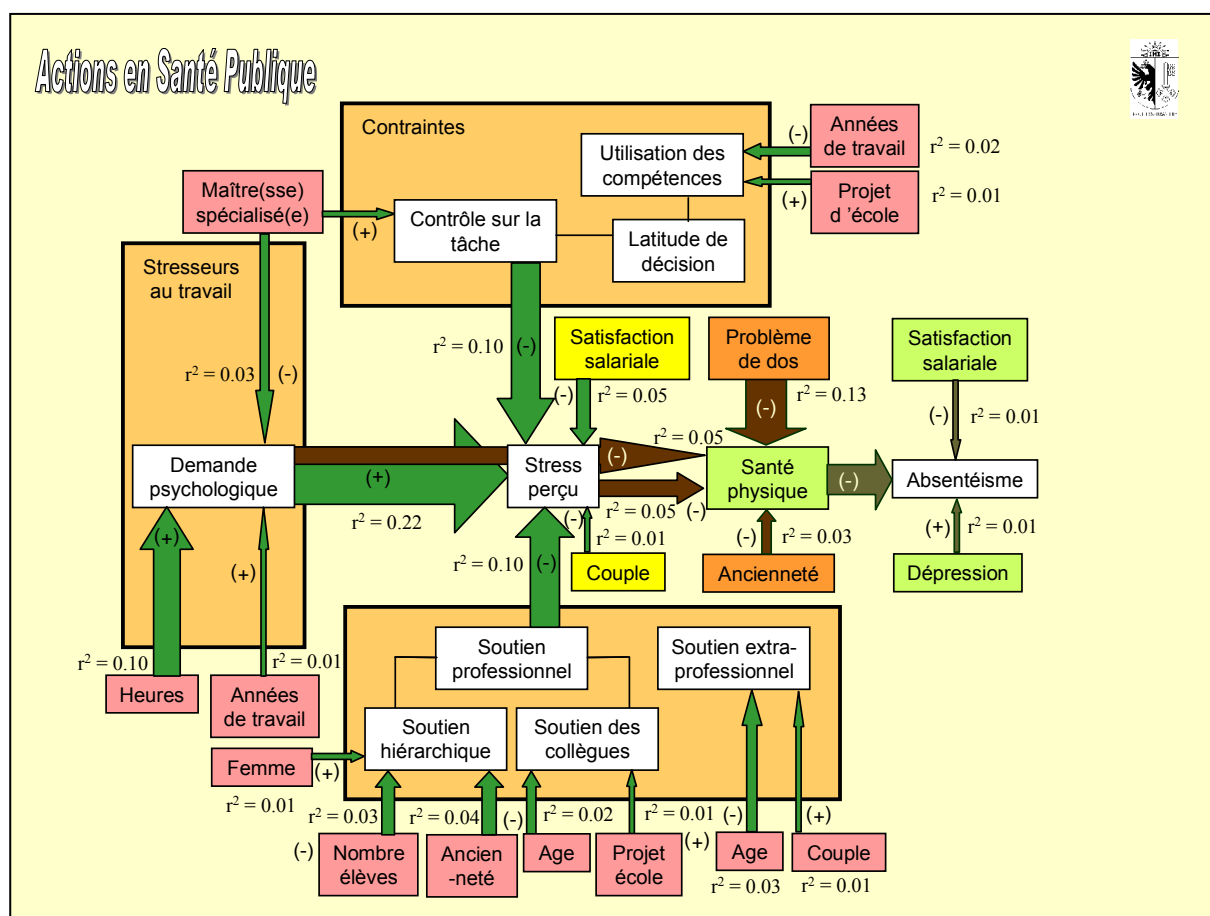 Actions en Santé Publique
Contraintes
Utilisation des
compétences
(-)
Années
de travail
r² = 0.02
(+)
Projet
d ’école
r² = 0.01
Maître(sse)
spécialisé(e)
(+)
Contrôle sur la
tâche
Latitude de
décision
Stresseurs
au travail
r² = 0.03
(-)
r² = 0.10
(-)
Satisfaction
salariale
(-)
r² = 0.05
Problème
de dos
(-)
r² = 0.13
Satisfaction
salariale
(-)
r² = 0.01
Demande
psychologique
(+)
r² = 0.22
Stress
perçu
(-)
r² = 0.05
r² = 0.05
(-)
Santé
physique
(-)
Absentéisme
(+)
(+)
r² = 0.10
(-)
(-)
r² = 0.01
Couple
(-)
r² = 0.03
Ancienneté
(+)
r² = 0.01
Dépression
r² = 0.10
Heures
r² = 0.01
Années
de travail
Soutien
professionnel
Soutien extra-
professionnel
Soutien
hiérarchique
Soutien des
collègues
Femme
(+)
r² = 0.01
r² = 0.03
(-)
Nombre
élèves
r² = 0.04
Ancien
-neté
(-)
r² = 0.02
Age
r² = 0.01
(+)
Projet
école
(-)
Age
r² = 0.03
(+)
Couple
r² = 0.01